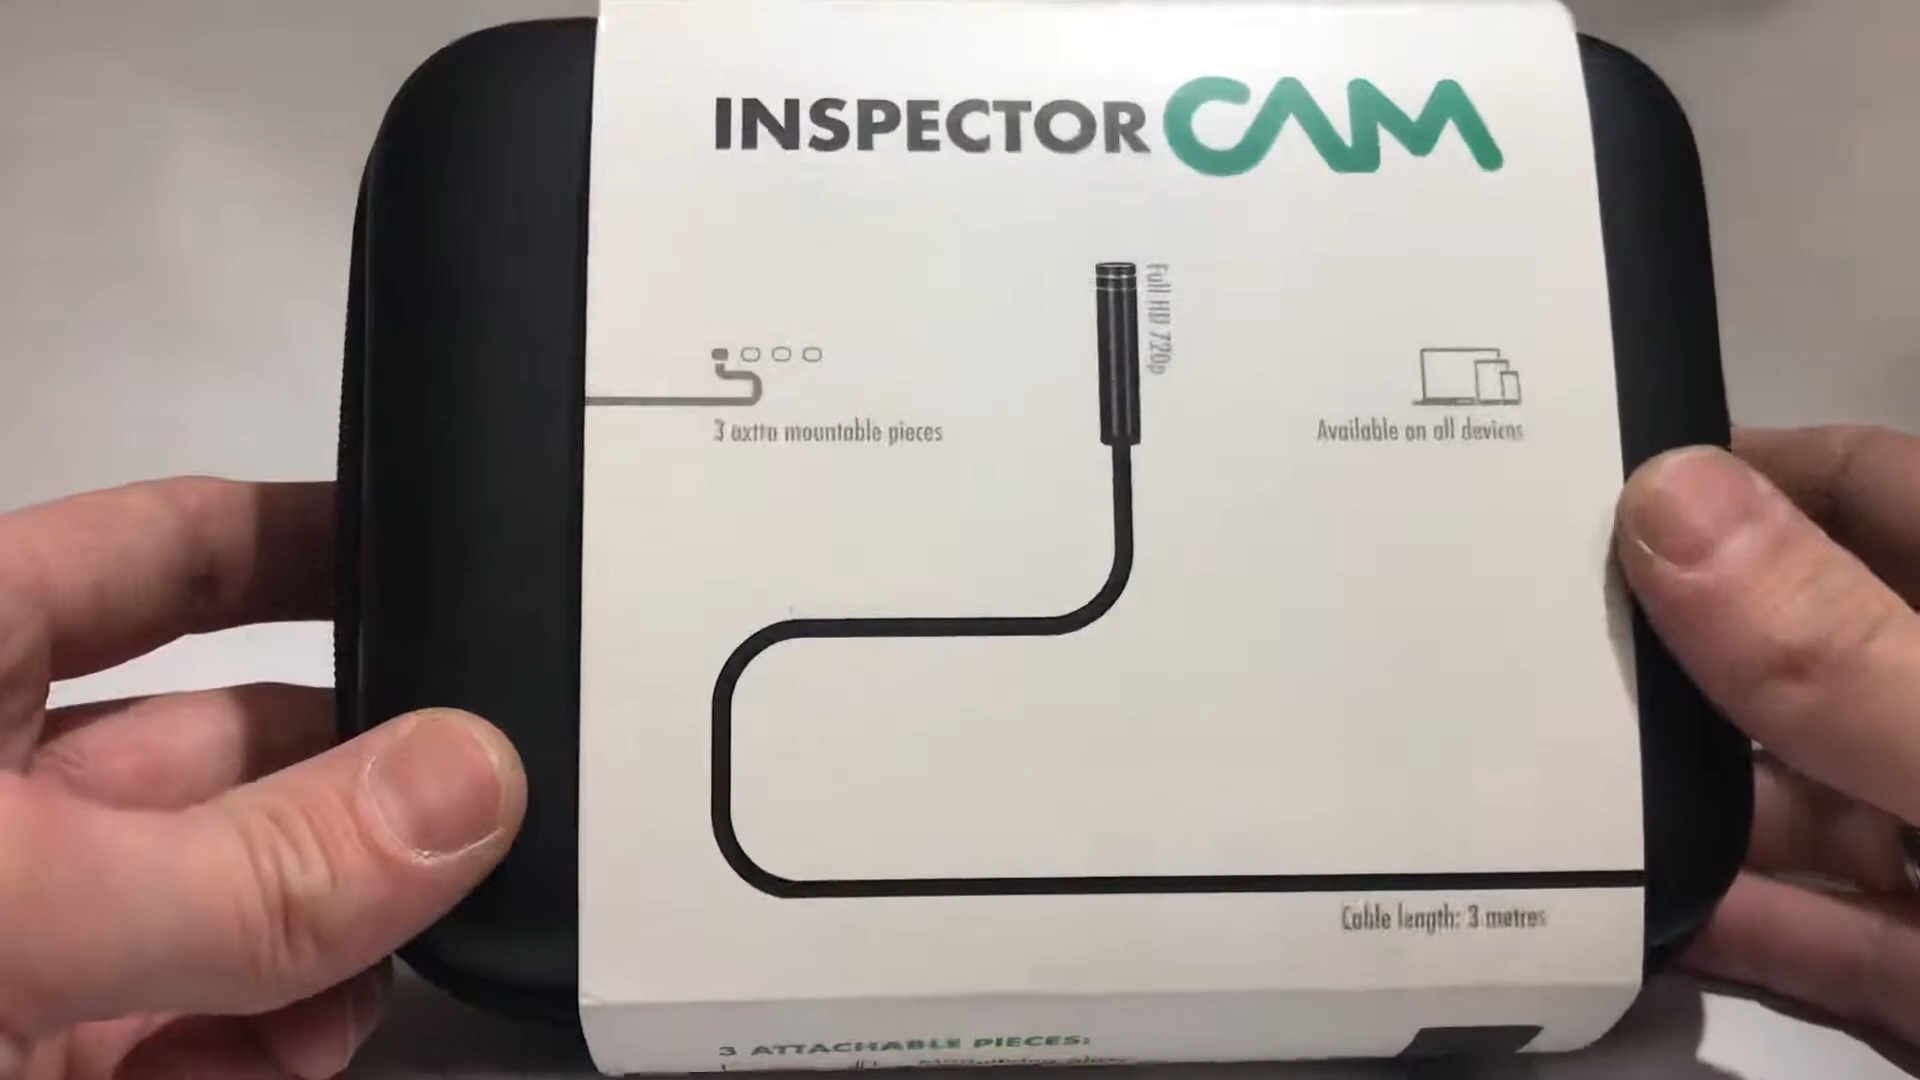 INSPECTOR CAM
Full HD 720p
3 extra mountable pieces
Available on all devices
Cable length: 3 metres
3 ATTACHABLE PIECES: